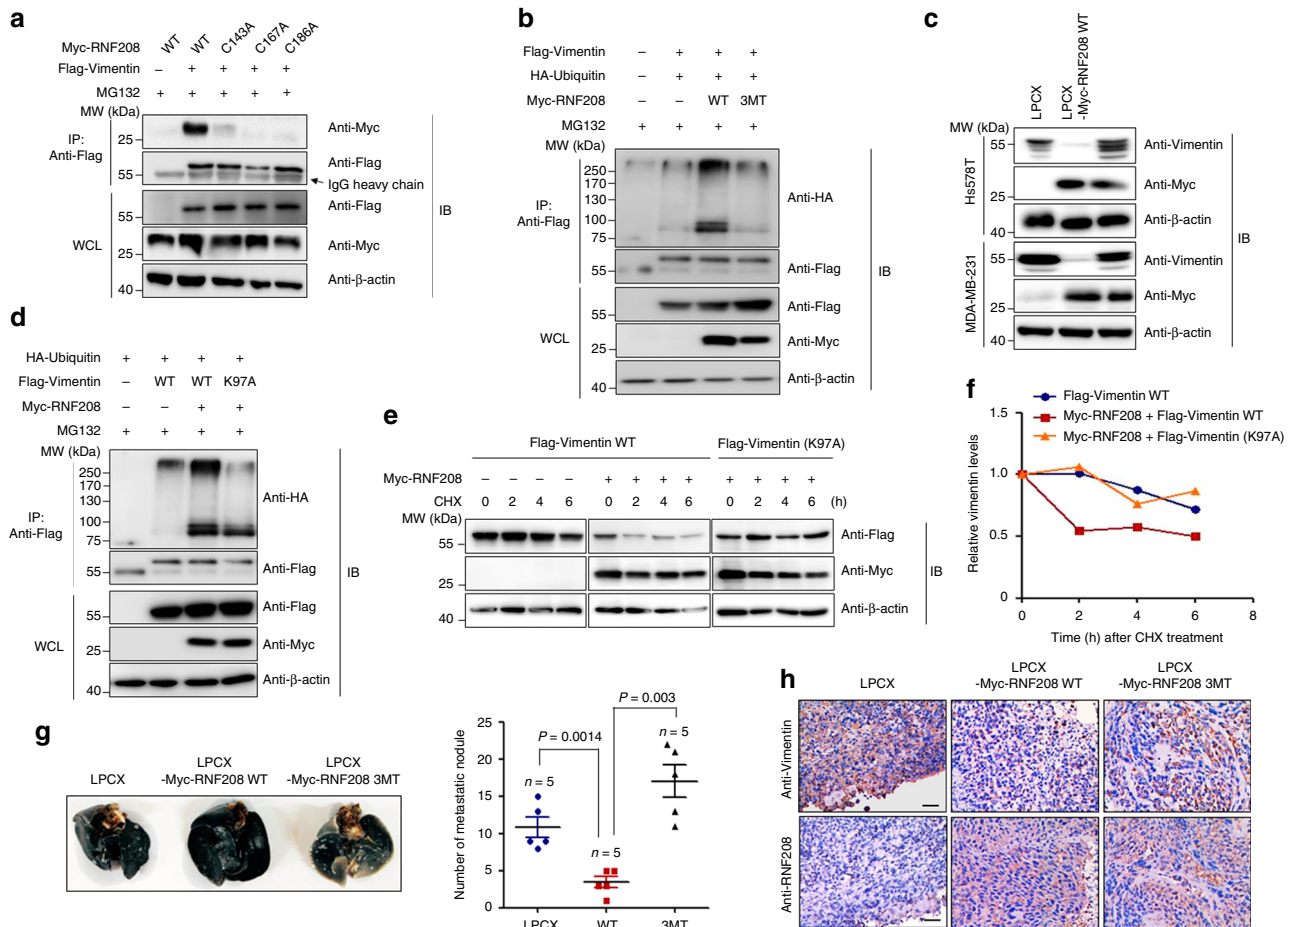 a
Myc-RNF208 WT WT C143A C167A C186A
Flag-Vimentin – + + + +
MG132 + + + + +
MW (kDa)
IP: Anti-Flag
25 Anti-Myc
55 Anti-Flag
IgG heavy chain
WCL
55 Anti-Flag
25 Anti-Myc
40 Anti-β-actin
IB
b
Flag-Vimentin – + + +
HA-Ubiquitin – + + +
Myc-RNF208 – – WT 3MT
MG132 + + + +
MW (kDa)
IP: Anti-Flag
250
170
130
100
75
Anti-HA
55 Anti-Flag
WCL
55 Anti-Flag
25 Anti-Myc
40 Anti-β-actin
IB
c
LPCX
LPCX
-Myc-RNF208 WT
MW (kDa)
Hs578T
55 Anti-Vimentin
25 Anti-Myc
40 Anti-β-actin
MDA-MB-231
55 Anti-Vimentin
25 Anti-Myc
40 Anti-β-actin
IB
d
HA-Ubiquitin + + + +
Flag-Vimentin – WT WT K97A
Myc-RNF208 – – + +
MG132 + + + +
MW (kDa)
IP: Anti-Flag
250
170
130
100
75
Anti-HA
55 Anti-Flag
WCL
55 Anti-Flag
25 Anti-Myc
40 Anti-β-actin
IB
e
Flag-Vimentin WT Flag-Vimentin (K97A)
Myc-RNF208 – – – – + + + + + + + +
CHX 0 2 4 6 0 2 4 6 0 2 4 6 (h)
MW (kDa)
55 Anti-Flag
25 Anti-Myc
40 Anti-β-actin
IB
f
Flag-Vimentin WT
Myc-RNF208 + Flag-Vimentin WT
Myc-RNF208 + Flag-Vimentin (K97A)
Relative vimentin levels
1.5
1.0
0.5
0
0 2 4 6 8
Time (h) after CHX treatment
g
LPCX
LPCX
-Myc-RNF208 WT
LPCX
-Myc-RNF208 3MT
Number of metastatic nodule
25
20
15
10
5
0
P = 0.003
P = 0.0014
n = 5
n = 5
n = 5
LPCX WT 3MT
h
LPCX
LPCX
-Myc-RNF208 WT
LPCX
-Myc-RNF208 3MT
Anti-Vimentin
Anti-RNF208